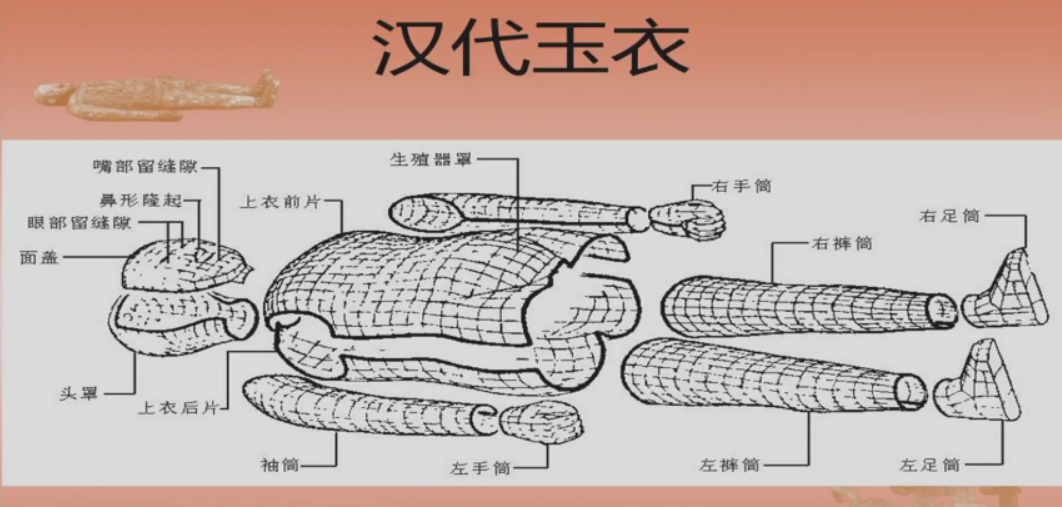 汉代玉衣
嘴部留缝隙
鼻形隆起
眼部留缝隙
面盖
上衣前片
生殖器罩
右手筒
右足筒
右裤筒
头罩
上衣后片
袖筒
左手筒
左裤筒
左足筒